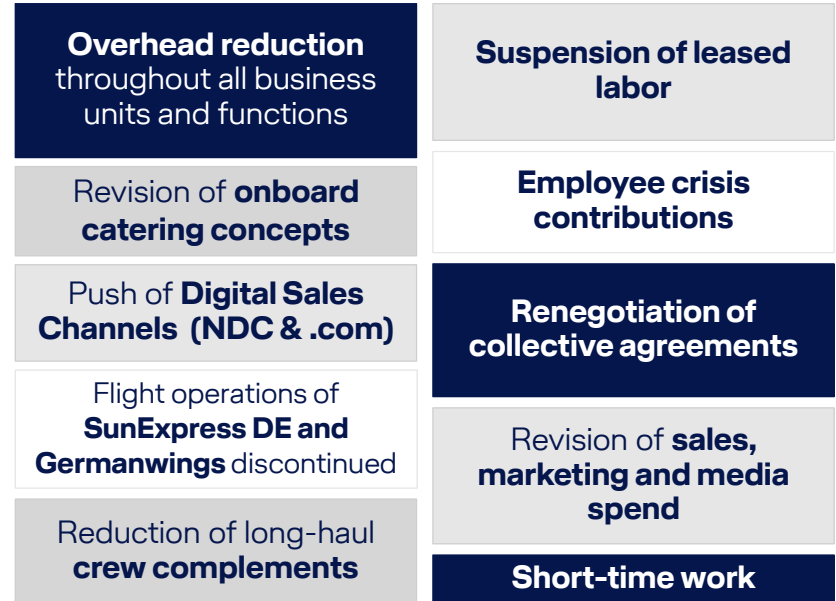 Overhead reduction
throughout all business
units and functions
Revision of onboard
catering concepts
Push of Digital Sales
Channels (NDC & .com)
Flight operations of
SunExpress DE and
Germanwings discontinued
Reduction of long-haul
crew complements
Suspension of leased
labor
Employee crisis
contributions
Renegotiation of
collective agreements
Revision of sales,
marketing and media
spend
Short-time work